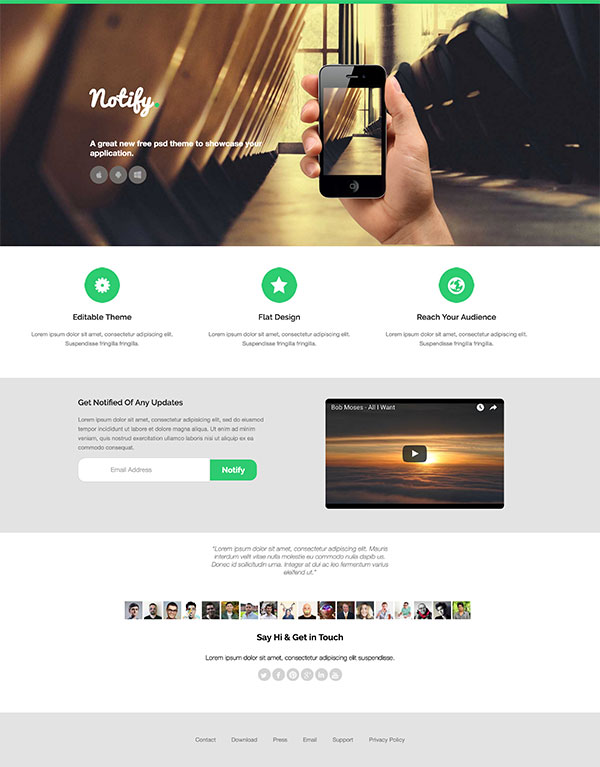 Notify.
A great new free psd theme to showcase your
application.
Editable Theme
Lorem ipsum dolor sit amet, consectetur adipiscing elit.
Suspendisse fringilla fringilla.
Flat Design
Lorem ipsum dolor sit amet, consectetur adipiscing elit.
Suspendisse fringilla fringilla.
Reach Your Audience
Lorem ipsum dolor sit amet, consectetur adipiscing elit.
Suspendisse fringilla fringilla.
Get Notified Of Any Updates
Lorem ipsum dolor sit amet, consectetur adipiscing elit, sed do eiusmod
tempor incididunt ut labore et dolore magna aliqua. Ut enim ad minim
veniam, quis nostrud exercitation ullamco laboris nisi ut aliquip ex ea
commodo consequat.
Email Address
Notify
Bob Moses - All I Want
"Lorem ipsum dolor sit amet, consectetur adipiscing elit. Mauris
interdum velit vitae nulla molestie eu commodo nulla dapibus.
Donec id sollicitudin urna. Integer at dui ac leo fermentum varius
eleifend ut."
Say Hi & Get in Touch
Lorem ipsum dolor sit amet, consectetur adipiscing elit suspendisse.
Contact
Download
Press
Email
Support
Privacy Policy